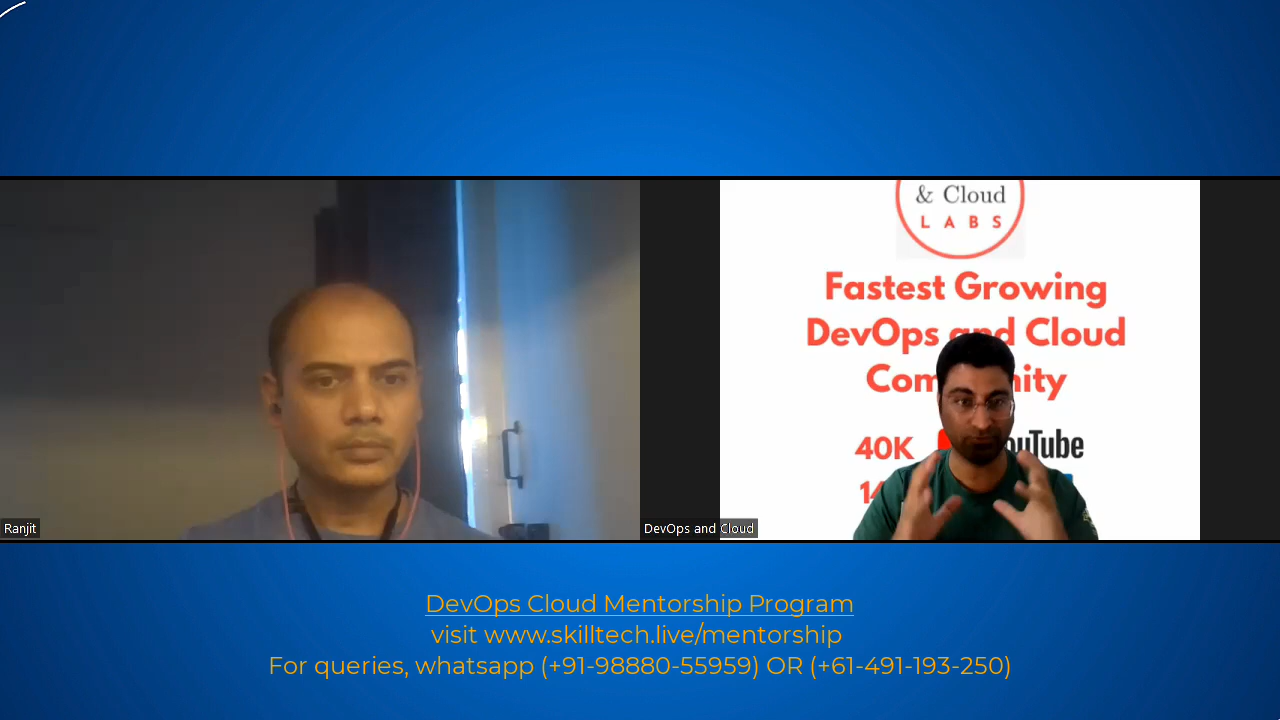 & Cloud
LABS
Fastest Growing
DevOps and Cloud
40K
Ranjit
DevOps and Cloud
DevOps Cloud Mentorship Program
visit www.skilltech.live/mentorship
For queries, whatsapp (+91-98880-55959) OR (+61-491-193-250)